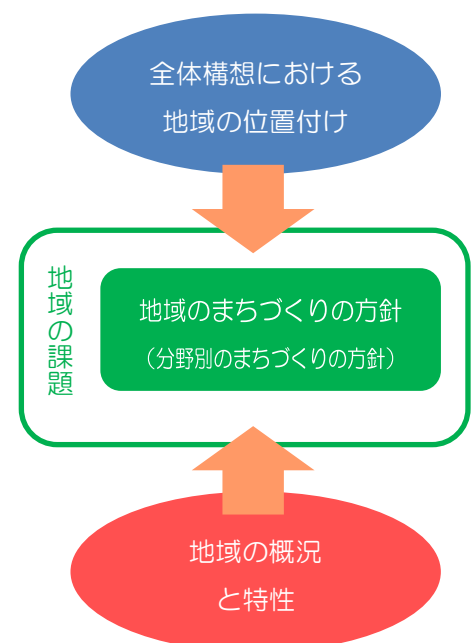 全体構想における
地域の位置付け
地域の課題
地域のまちづくりの方針
（分野別のまちづくりの方針）
地域の概況
と特性